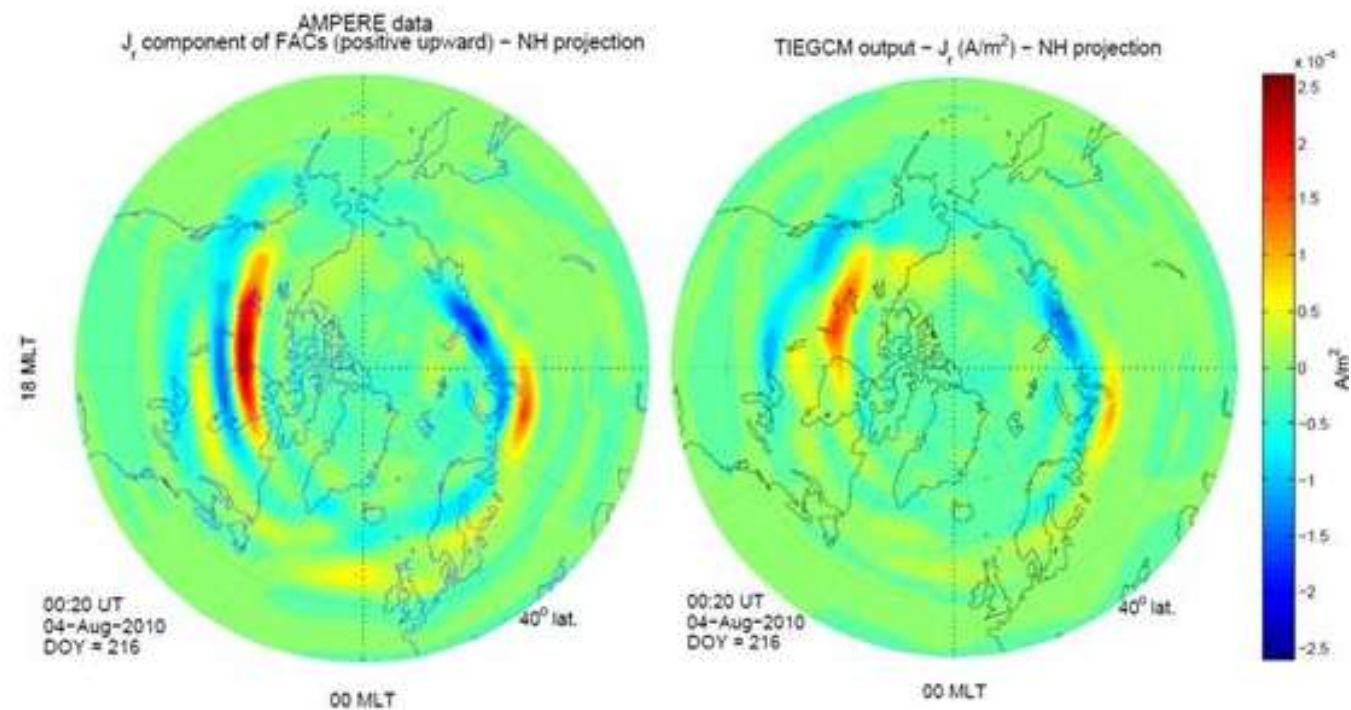 AMPERE data
J_r component of FACs (positive upward) − NH projection
TIEGCM output − J_r (A/m²) − NH projection
2.5
2
1.5
1
0.5
0
−0.5
−1
−1.5
−2
−2.5
A/m²
18 MLT
00:20 UT
04−Aug−2010
DOY = 216
40° lat.
00 MLT
00:20 UT
04−Aug−2010
DOY = 216
40° lat.
00 MLT